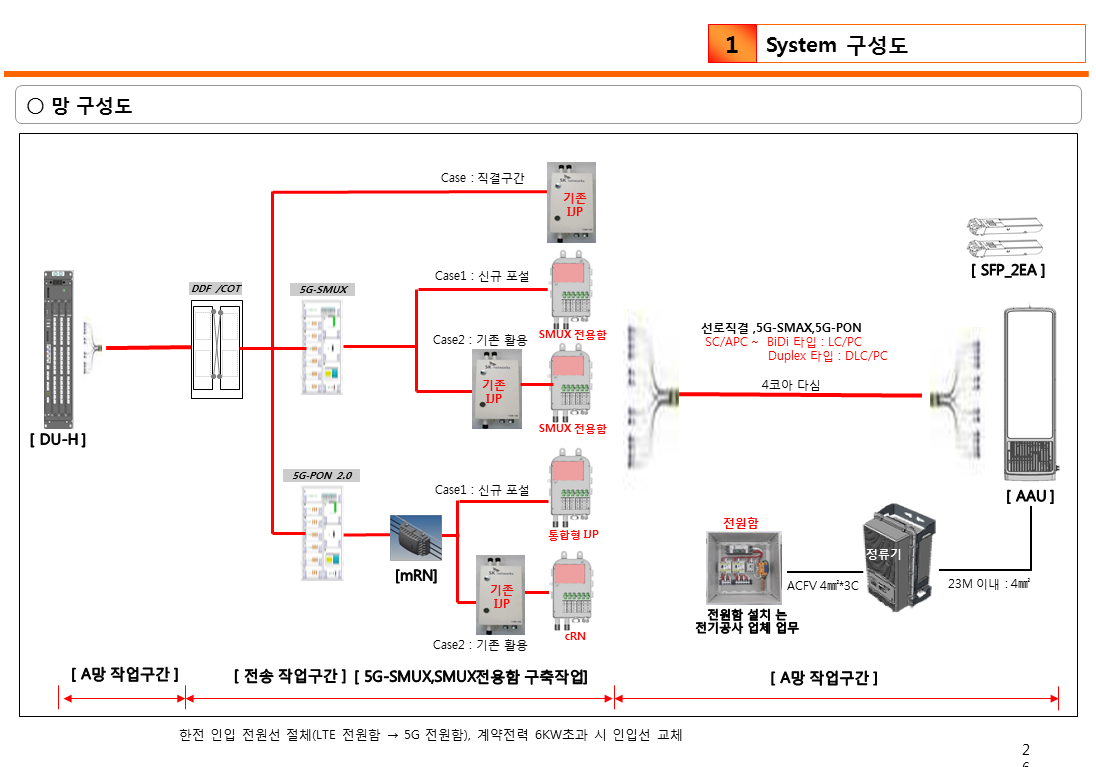 1 System 구성도
○ 망 구성도
Case : 직결구간
기존
IJP
Case1 : 신규 포설
SMUX 전용함
DDF /COT
5G-SMUX
Case2 : 기존 활용
기존
IJP
SMUX 전용함
[ DU-H ]
5G-PON 2.0
Case1 : 신규 포설
통합형 IJP
[mRN]
기존
IJP
cRN
Case2 : 기존 활용
[ SFP_2EA ]
선로직결 ,5G-SMAX,5G-PON
SC/APC ~ BiDi 타입 : LC/PC
Duplex 타입 : DLC/PC
4코아 다심
[ AAU ]
전원함
정류기
ACFV 4㎟*3C
23M 이내 : 4㎟
전원함 설치 는
전기공사 업체 업무
[ A망 작업구간 ]
[ 전송 작업구간 ] [ 5G-SMUX,SMUX전용함 구축작업]
[ A망 작업구간 ]
한전 인입 전원선 절체(LTE 전원함 → 5G 전원함), 계약전력 6KW초과 시 인입선 교체
2